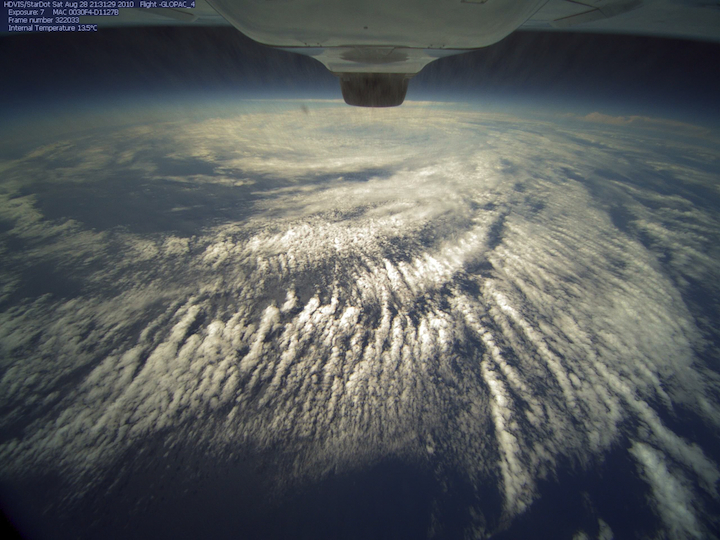 HDVIS/StarDot Sat Aug 28 21:31:29 2010 Flight -GLOPAC_4
Exposure: 7 MAC 0030F4-D1127B
Frame number 322033
Internal Temperature 13.5°C